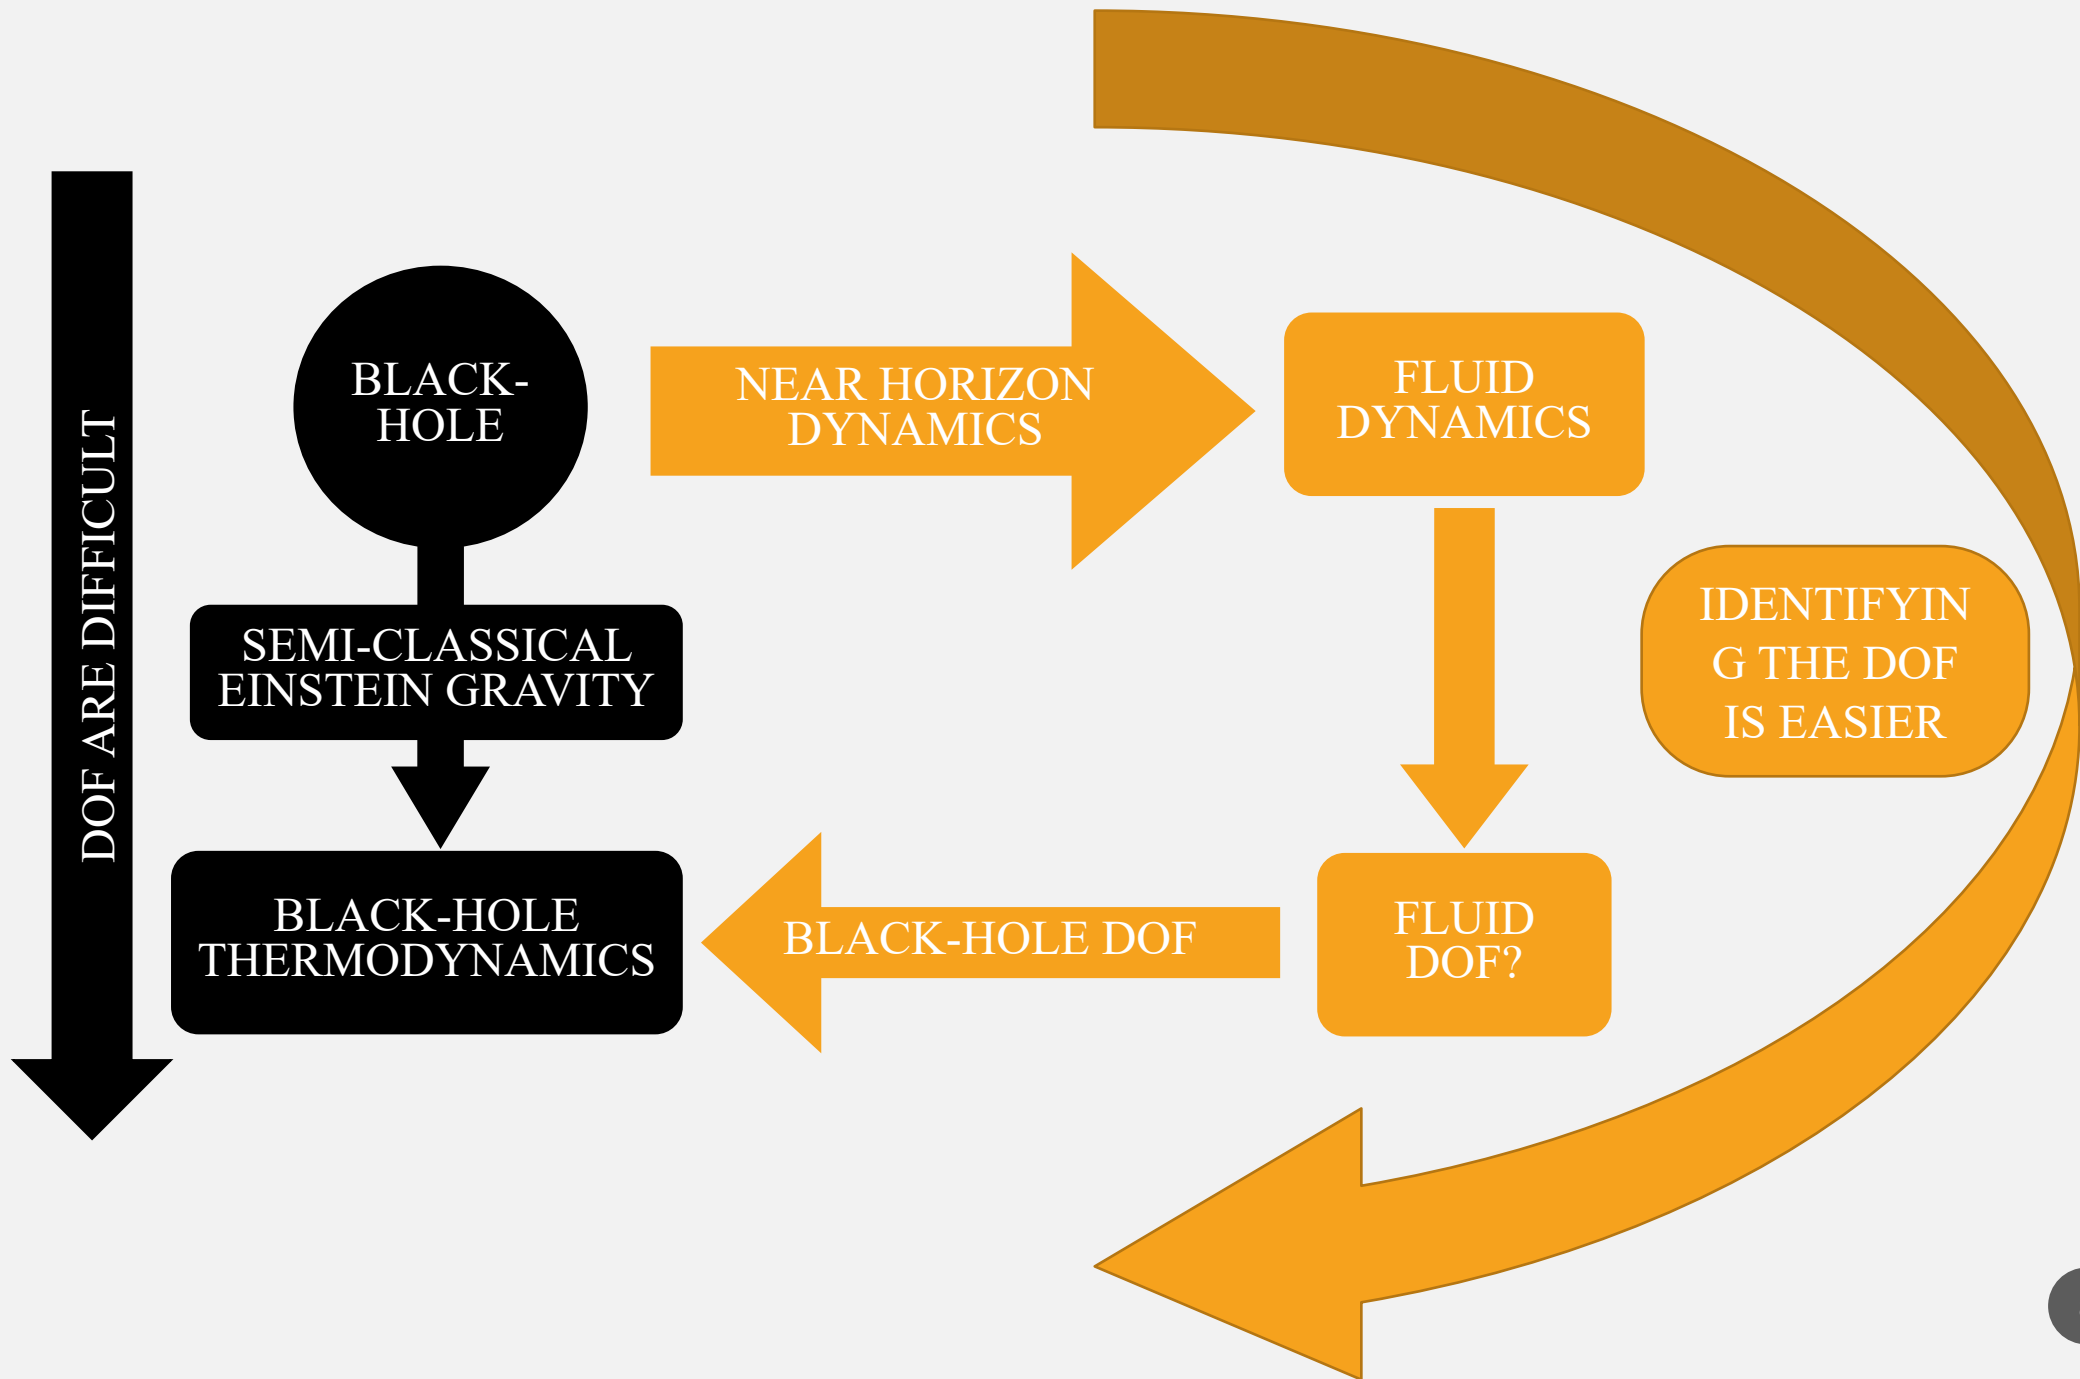 DOF ARE DIFFICULT
BLACK-
HOLE
NEAR HORIZON
DYNAMICS
FLUID
DYNAMICS
SEMI-CLASSICAL
EINSTEIN GRAVITY
IDENTIFYIN
G THE DOF
IS EASIER
BLACK-HOLE
THERMODYNAMICS
BLACK-HOLE DOF
FLUID
DOF?